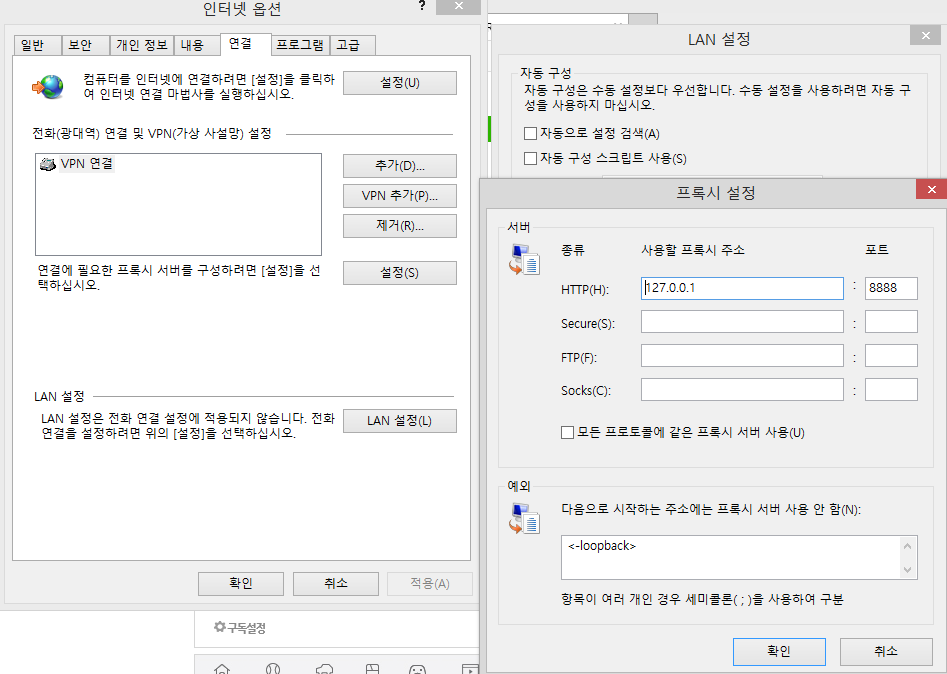 인터넷 옵션
?
일반 보안 개인 정보 내용 연결 프로그램 고급
컴퓨터를 인터넷에 연결하려면 [설정]을 클릭하
여 인터넷 연결 마법사를 실행하십시오.
설정(U)
전화(광대역) 연결 및 VPN(가상 사설망) 설정
VPN 연결
추가(D)...
VPN 추가(P)...
제거(R)...
연결에 필요한 프록시 서버를 구성하려면 [설정]을 선
택하십시오.
설정(S)
LAN 설정
LAN 설정은 전화 연결 설정에 적용되지 않습니다. 전화
연결을 설정하려면 위의 [설정]을 선택하십시오.
LAN 설정(L)
확인 취소 적용(A)
구독설정
LAN 설정
자동 구성
자동 구성은 수동 설정보다 우선합니다. 수동 설정을 사용하려면 자동 구
성을 사용하지 마십시오.
자동으로 설정 검색(A)
자동 구성 스크립트 사용(S)
프록시 설정
서버
종류 사용할 프록시 주소 포트
HTTP(H): 127.0.0.1 : 8888
Secure(S): :
FTP(F): :
Socks(C): :
모든 프로토콜에 같은 프록시 서버 사용(U)
예외
다음으로 시작하는 주소에는 프록시 서버 사용 안 함(N):
<-loopback>
항목이 여러 개인 경우 세미콜론( ; )을 사용하여 구분
확인 취소